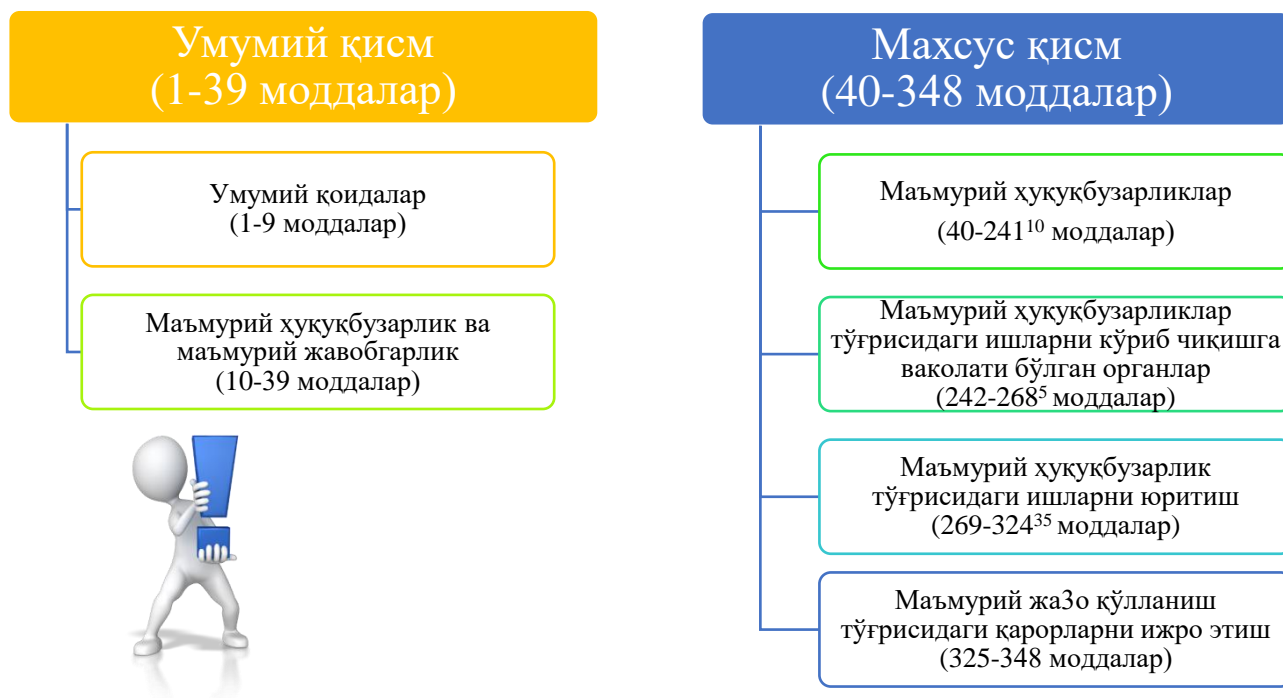 Умумий қисм
(1-39 моддалар)
Умумий қоидалар
(1-9 моддалар)
Маъмурий ҳуқуқбузарлик ва
маъмурий жавобгарлик
(10-39 моддалар)
Махсус қисм
(40-348 моддалар)
Маъмурий ҳуқуқбузарликлар
(40-241¹⁰ моддалар)
Маъмурий ҳуқуқбузарликлар
тўғрисидаги ишларни кўриб чиқишга
ваколати бўлган органлар
(242-268⁵ моддалар)
Маъмурий ҳуқуқбузарлик
тўғрисидаги ишларни юритиш
(269-324³⁵ моддалар)
Маъмурий жа3о қўлланиш
тўғрисидаги қарорларни ижро этиш
(325-348 моддалар)